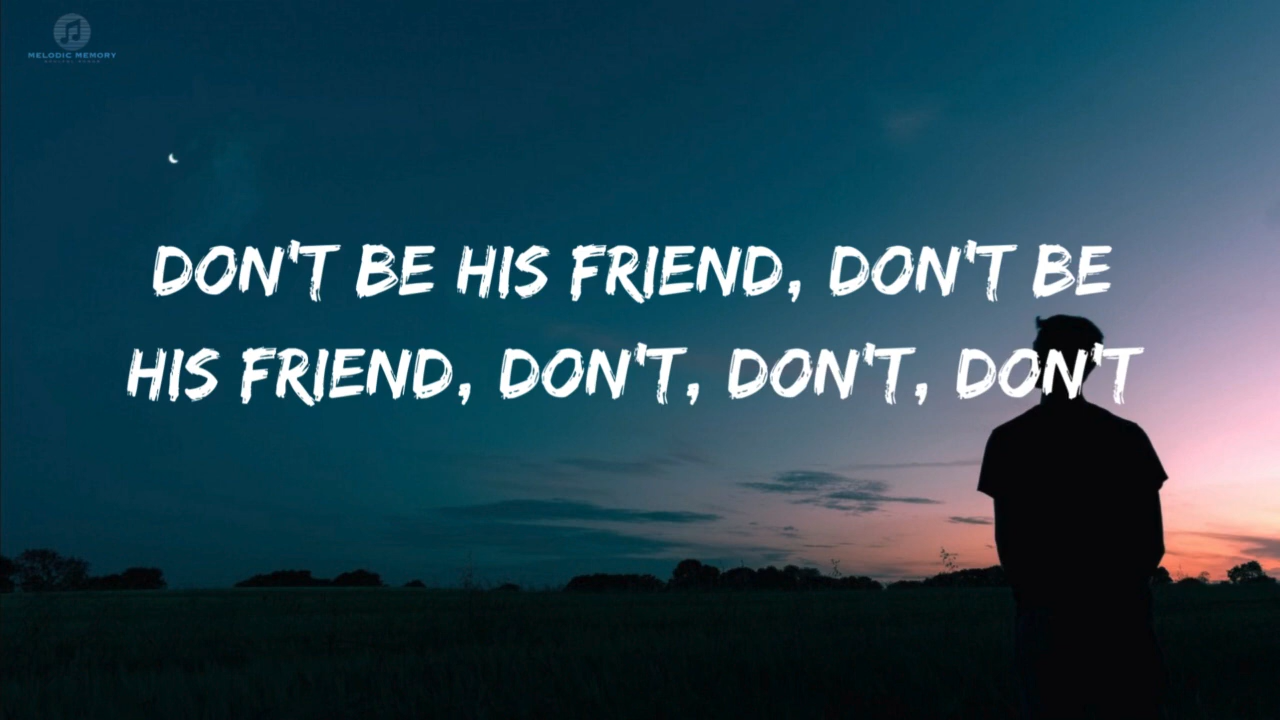 MELODIC MEMORY
DON'T BE HIS FRIEND, DON'T BE
HIS FRIEND, DON'T, DON'T, DON'T